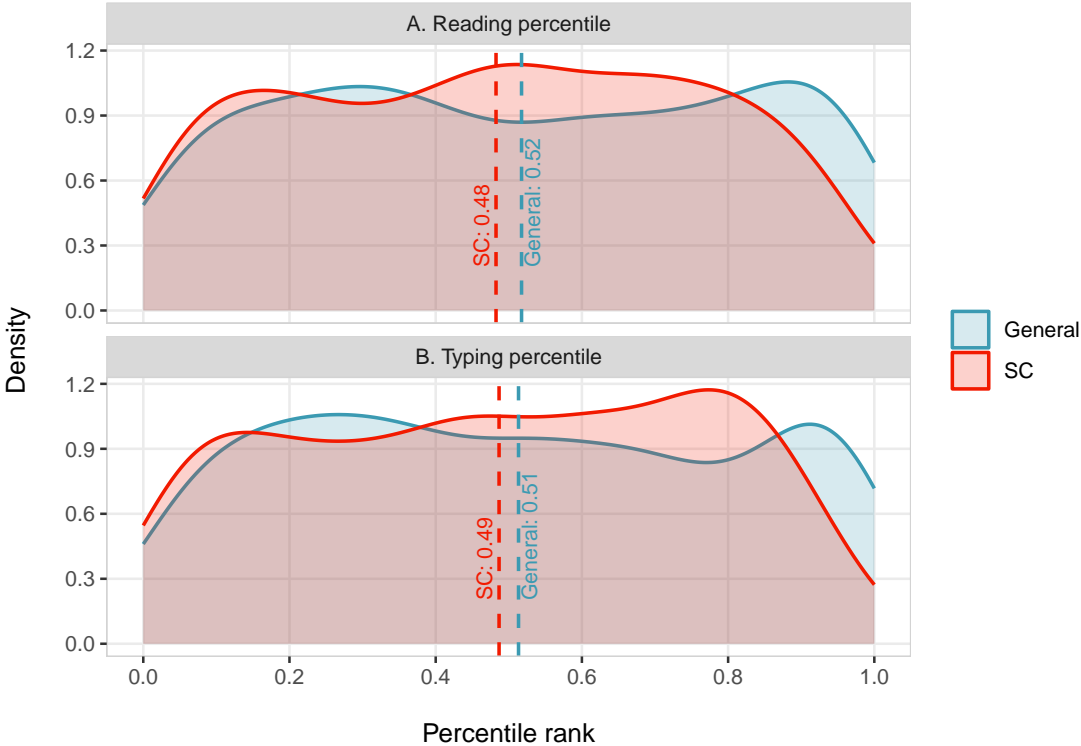 A. Reading percentile
1.2
0.9
0.6
0.3
0.0
SC: 0.48
General: 0.52
B. Typing percentile
1.2
0.9
0.6
0.3
0.0
SC: 0.49
General: 0.51
0.0 0.2 0.4 0.6 0.8 1.0
Percentile rank
Density
General
SC